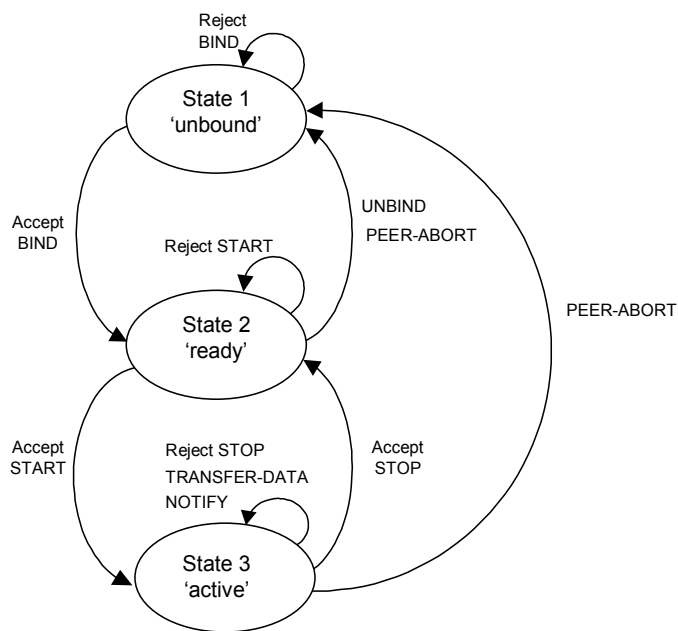 Reject
BIND
State 1
‘unbound’
UNBIND
PEER-ABORT
Accept
BIND
Reject START
PEER-ABORT
State 2
‘ready’
Accept
START
Reject STOP
TRANSFER-DATA
NOTIFY
Accept
STOP
State 3
‘active’